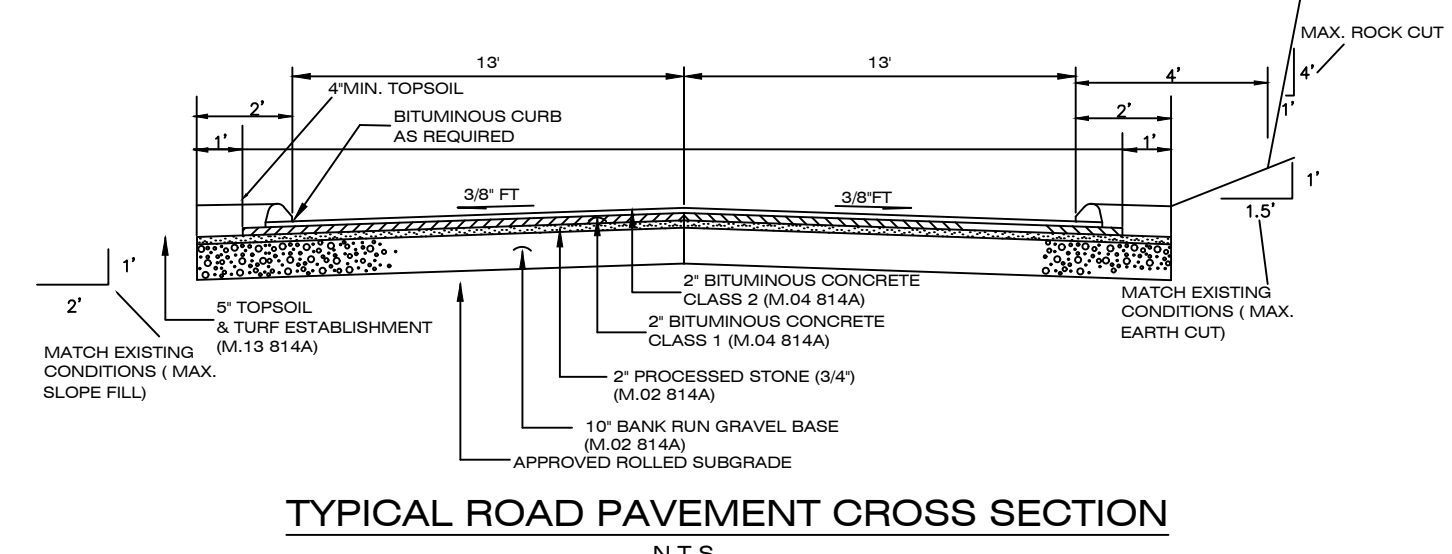 MAX. ROCK CUT
13'
13'
4'
4'
1'
4"MIN. TOPSOIL
2'
2'
BITUMINOUS CURB
AS REQUIRED
1'
1'
3/8" FT
3/8"FT
1'
1.5'
1'
2'
2" BITUMINOUS CONCRETE
CLASS 2 (M.04 814A)
MATCH EXISTING
CONDITIONS ( MAX.
EARTH CUT)
5" TOPSOIL
& TURF ESTABLISHMENT
(M.13 814A)
2" BITUMINOUS CONCRETE
CLASS 1 (M.04 814A)
MATCH EXISTING
CONDITIONS ( MAX.
SLOPE FILL)
2" PROCESSED STONE (3/4")
(M.02 814A)
10" BANK RUN GRAVEL BASE
(M.02 814A)
APPROVED ROLLED SUBGRADE
TYPICAL ROAD PAVEMENT CROSS SECTION
N.T.S.